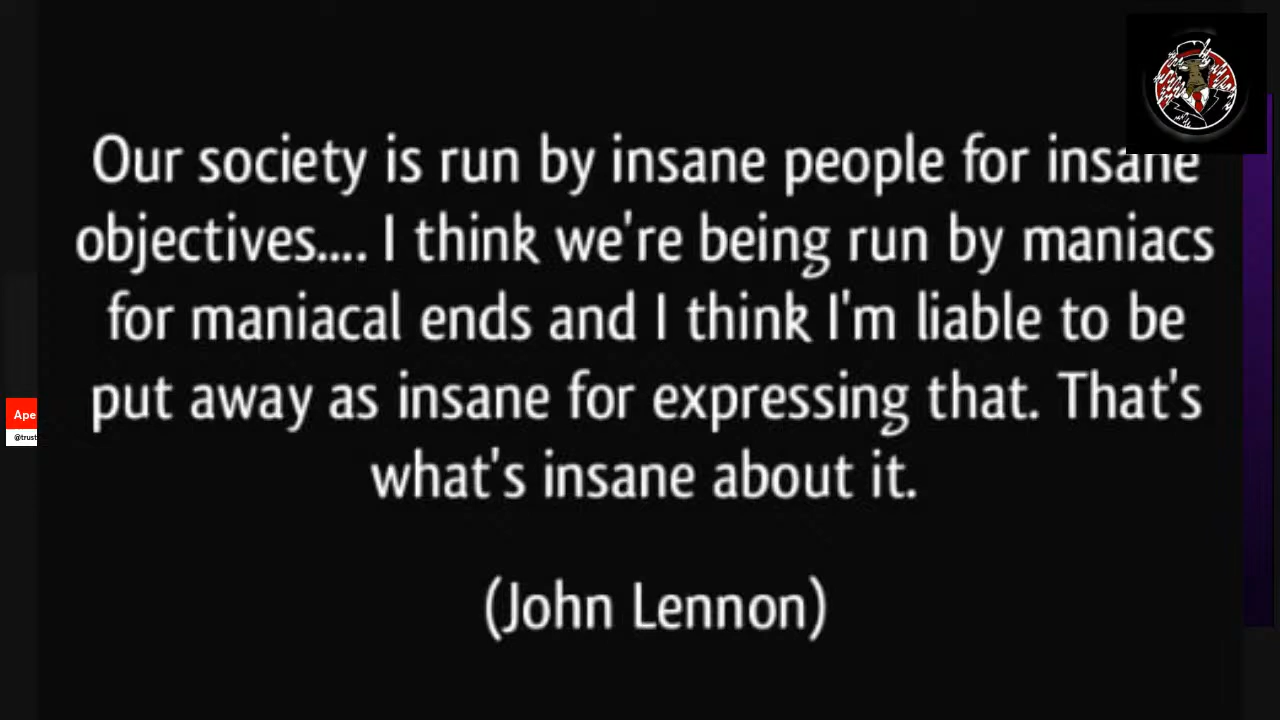 Our society is run by insane people for insane
objectives.... I think we're being run by maniacs
for maniacal ends and I think I'm liable to be
put away as insane for expressing that. That's
what's insane about it.
(John Lennon)
Ape
@trust